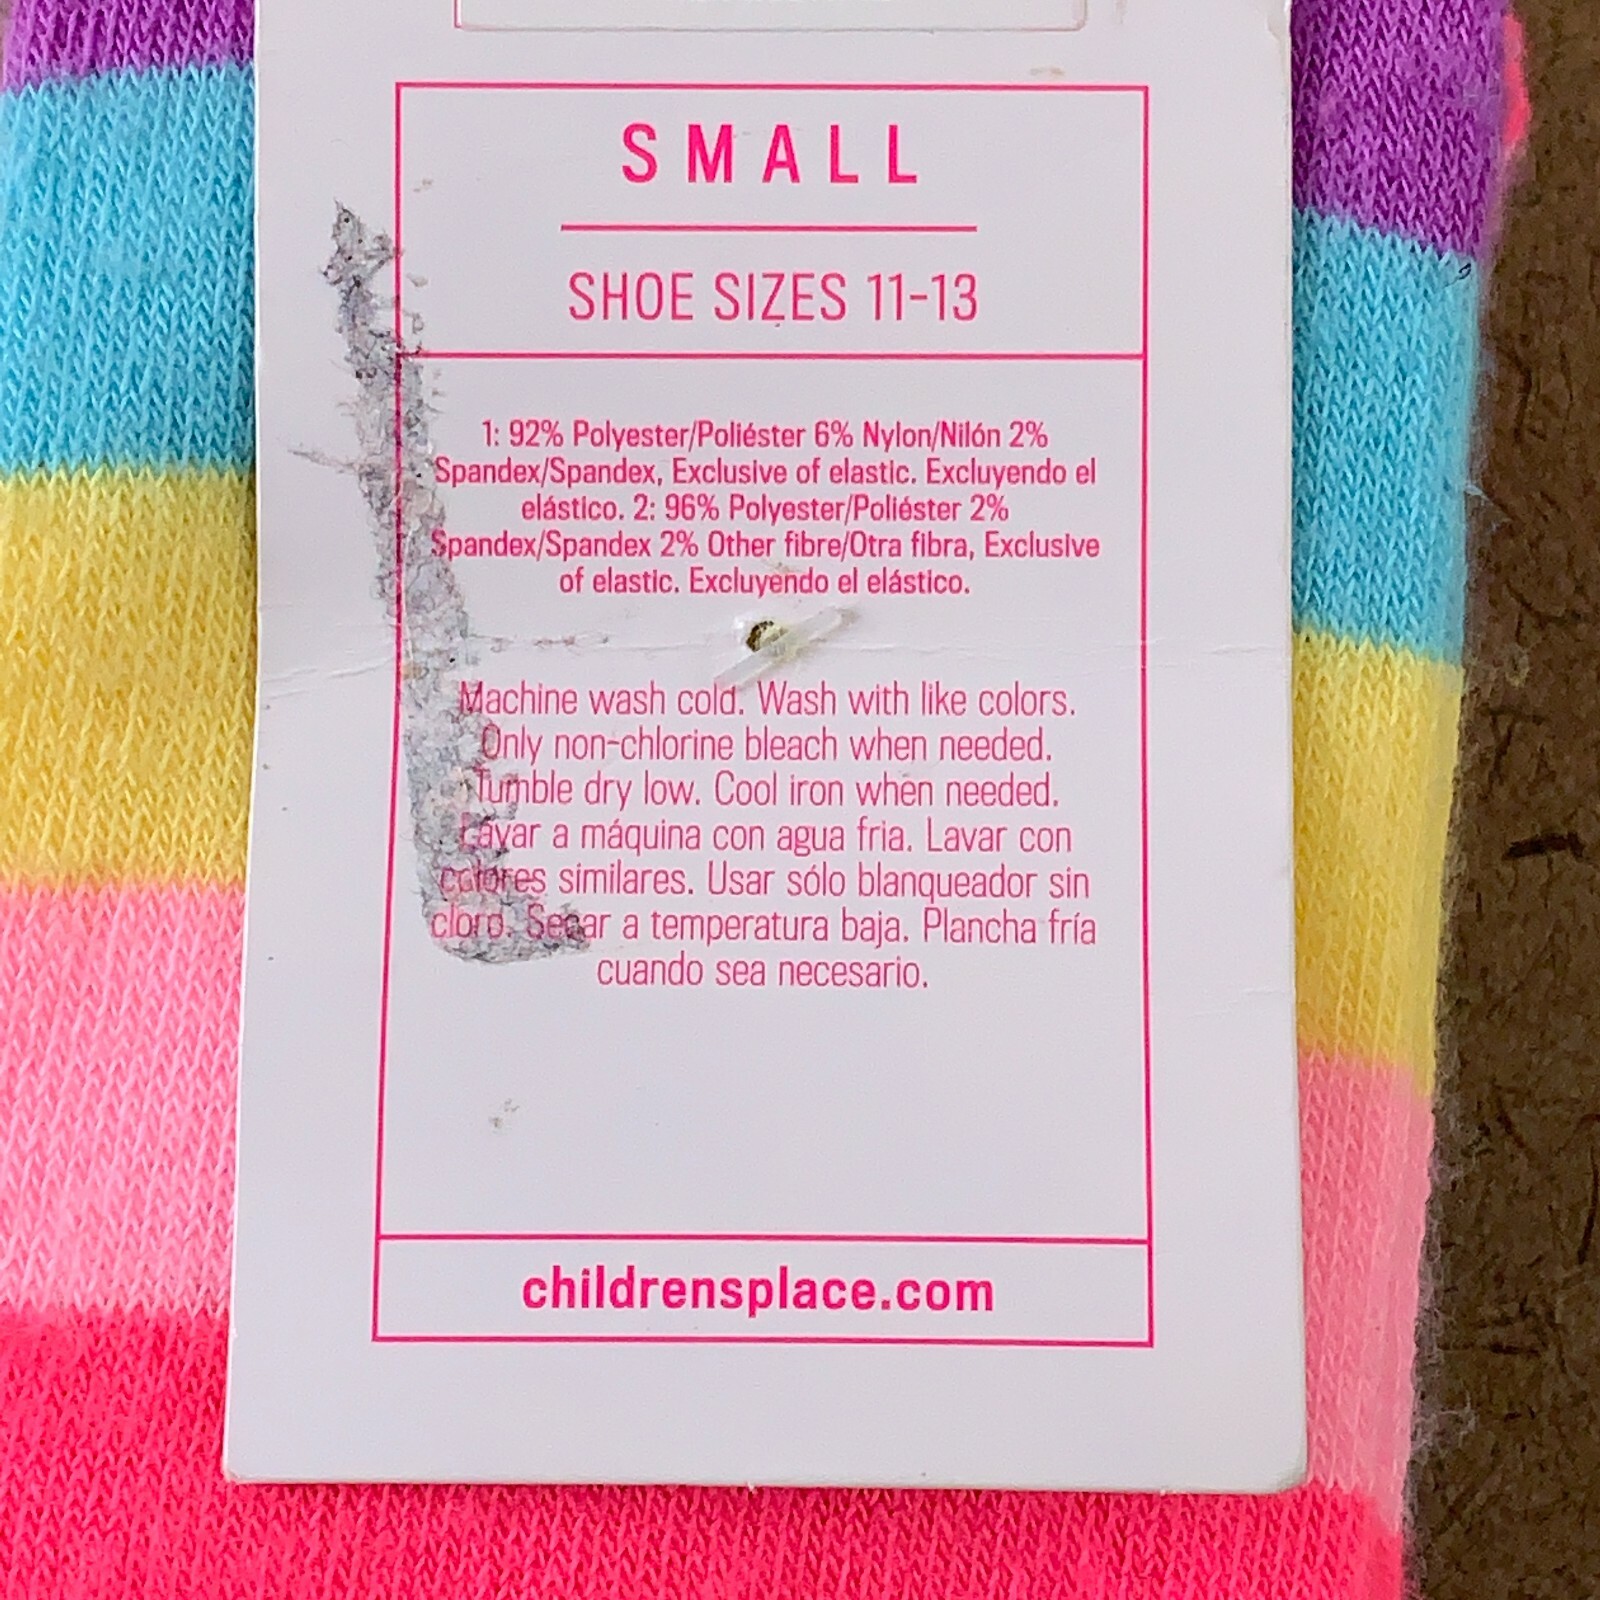 SMALL
SHOE SIZES 11-13
1: 92% Polyester/Poliéster 6% Nylon/Nilón 2%
Spandex/Spandex, Exclusive of elastic. Excluyendo el
elástico. 2: 96% Polyester/Poliéster 2%
Spandex/Spandex 2% Other fibre/Otra fibra, Exclusive
of elastic. Excluyendo el elástico.
Machine wash cold. Wash with like colors.
Only non-chlorine bleach when needed.
Tumble dry low. Cool iron when needed.
Lavar a máquina con agua fria. Lavar con
colores similares. Usar sólo blanqueador sin
cloro. Secar a temperatura baja. Plancha fría
cuando sea necesario.
childrensplace.com